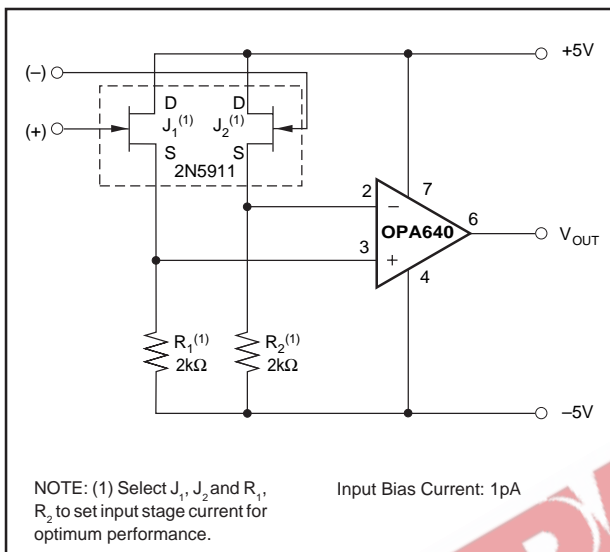 +5V
(–)
(+)
D D
J1(1) J2(1)
S S
2N5911
2 – 7
OPA640 6 VOUT
3 + 4
R1(1) R2(1)
2kΩ 2kΩ
–5V
NOTE: (1) Select J1, J2 and R1,
R2 to set input stage current for
optimum performance.
Input Bias Current: 1pA